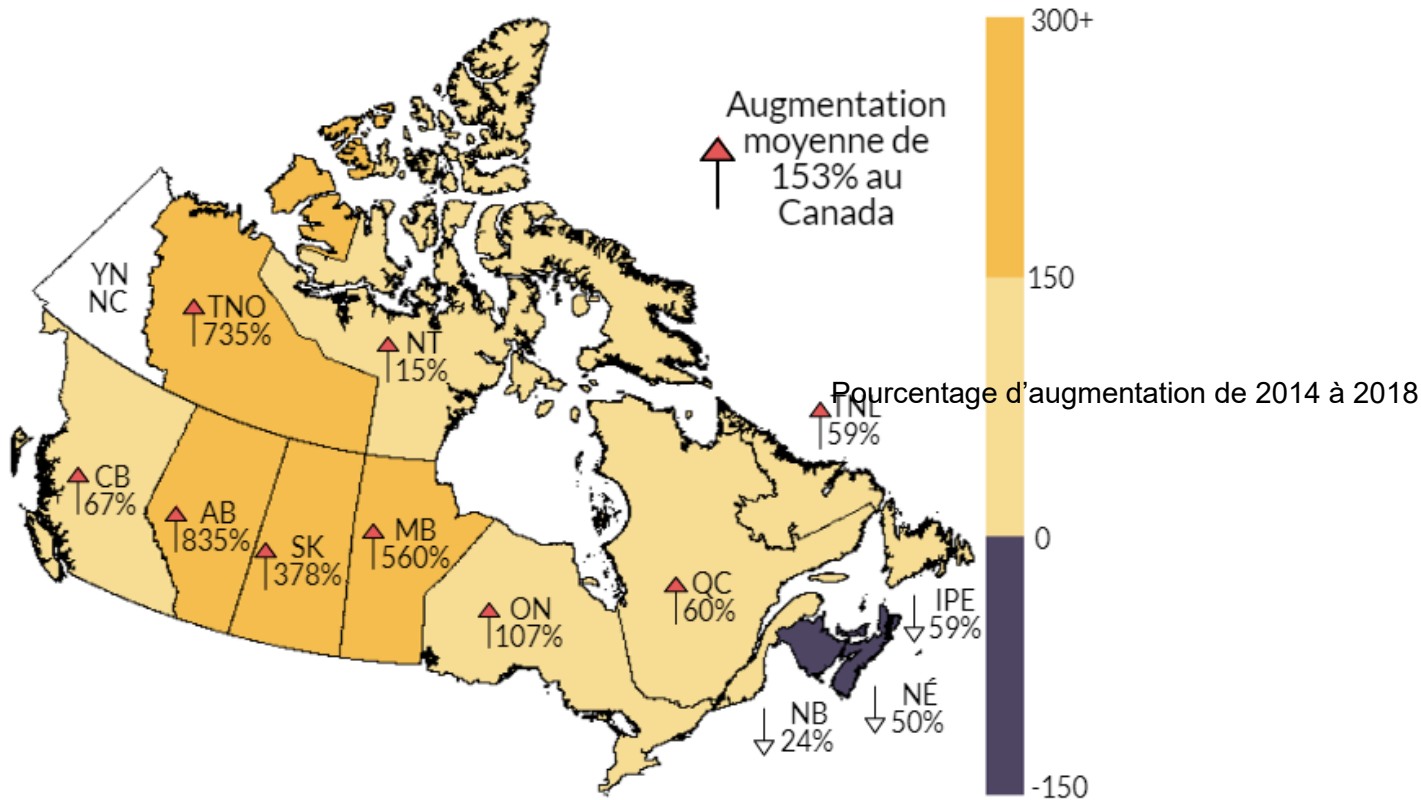 300+
Augmentation
moyenne de
153% au
Canada
150
YN
NC
TNO
735%
NT
15%
Pourcentage d’augmentation de 2014 à 2018
TNL
59%
CB
67%
AB
835%
SK
378%
MB
560%
0
ON
107%
QC
60%
IPE
59%
NÉ
50%
NB
24%
-150